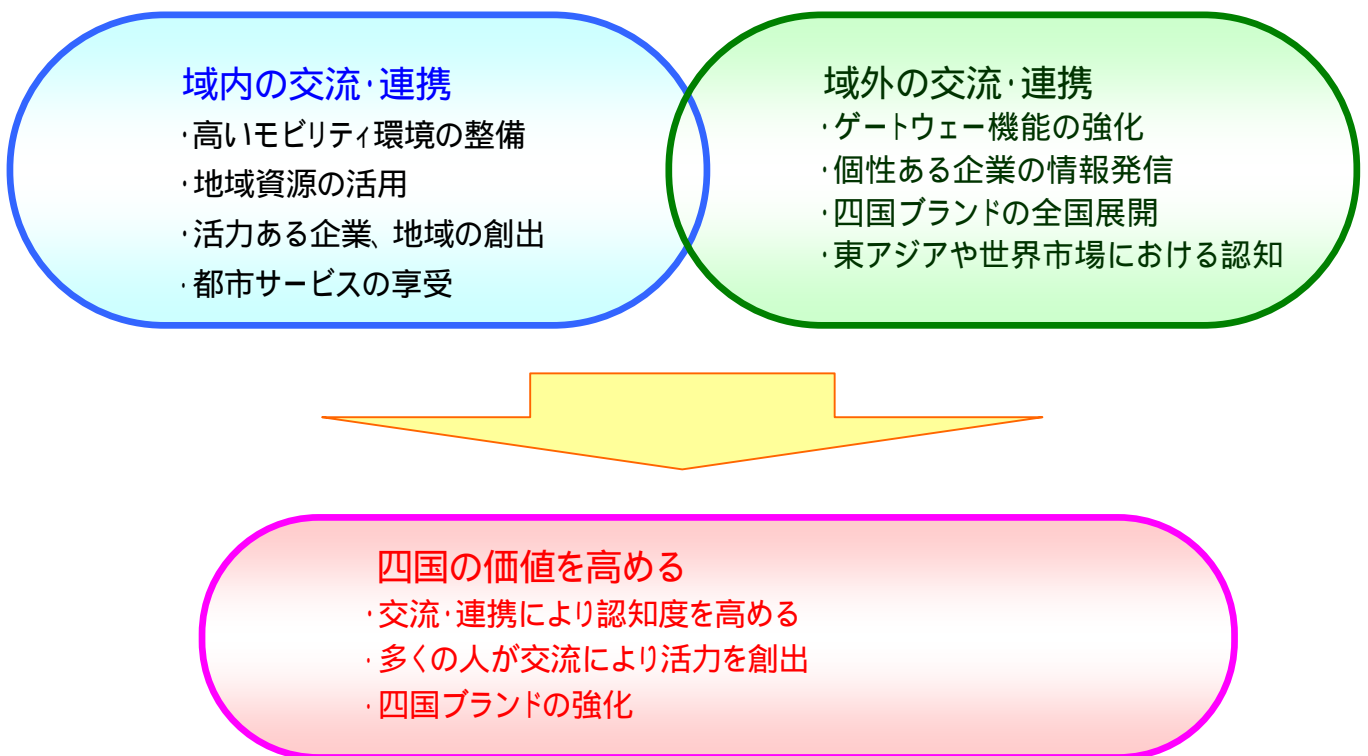 域内の交流･連携
･高いモビリティ環境の整備
･地域資源の活用
･活力ある企業、地域の創出
･都市サービスの享受
域外の交流･連携
･ゲートウェー機能の強化
･個性ある企業の情報発信
･四国ブランドの全国展開
･東アジアや世界市場における認知
四国の価値を高める
･交流･連携により認知度を高める
･多くの人が交流により活力を創出
･四国ブランドの強化